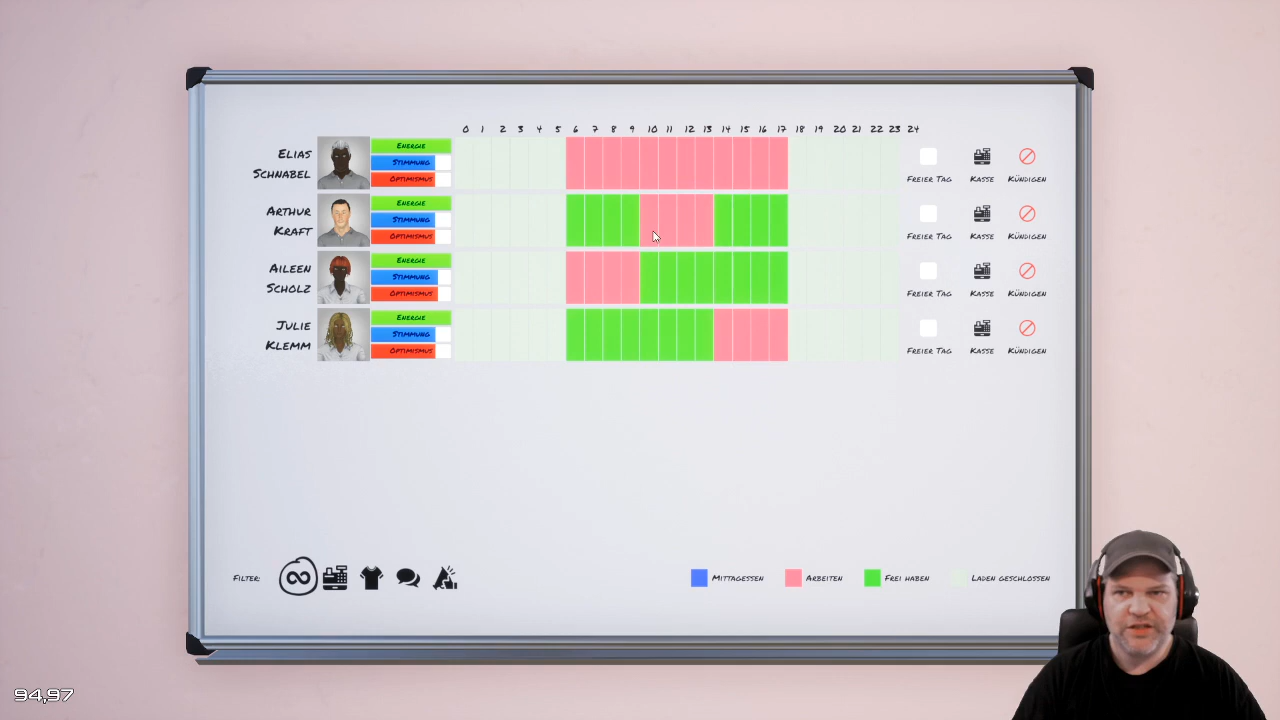 0 1 2 3 4 5 6 7 8 9 10 11 12 13 14 15 16 17 18 19 20 21 22 23 24
Elias
Schnabel
Energie
Stimmung
Optimismus
Freier Tag
Kasse
Kündigen
Arthur
Kraft
Energie
Stimmung
Optimismus
Freier Tag
Kasse
Kündigen
Aileen
Scholz
Energie
Stimmung
Optimismus
Freier Tag
Kasse
Kündigen
Julie
Klemm
Energie
Stimmung
Optimismus
Freier Tag
Kasse
Kündigen
Filter:
Mittagessen
Arbeiten
Frei haben
Laden geschlossen
94,97